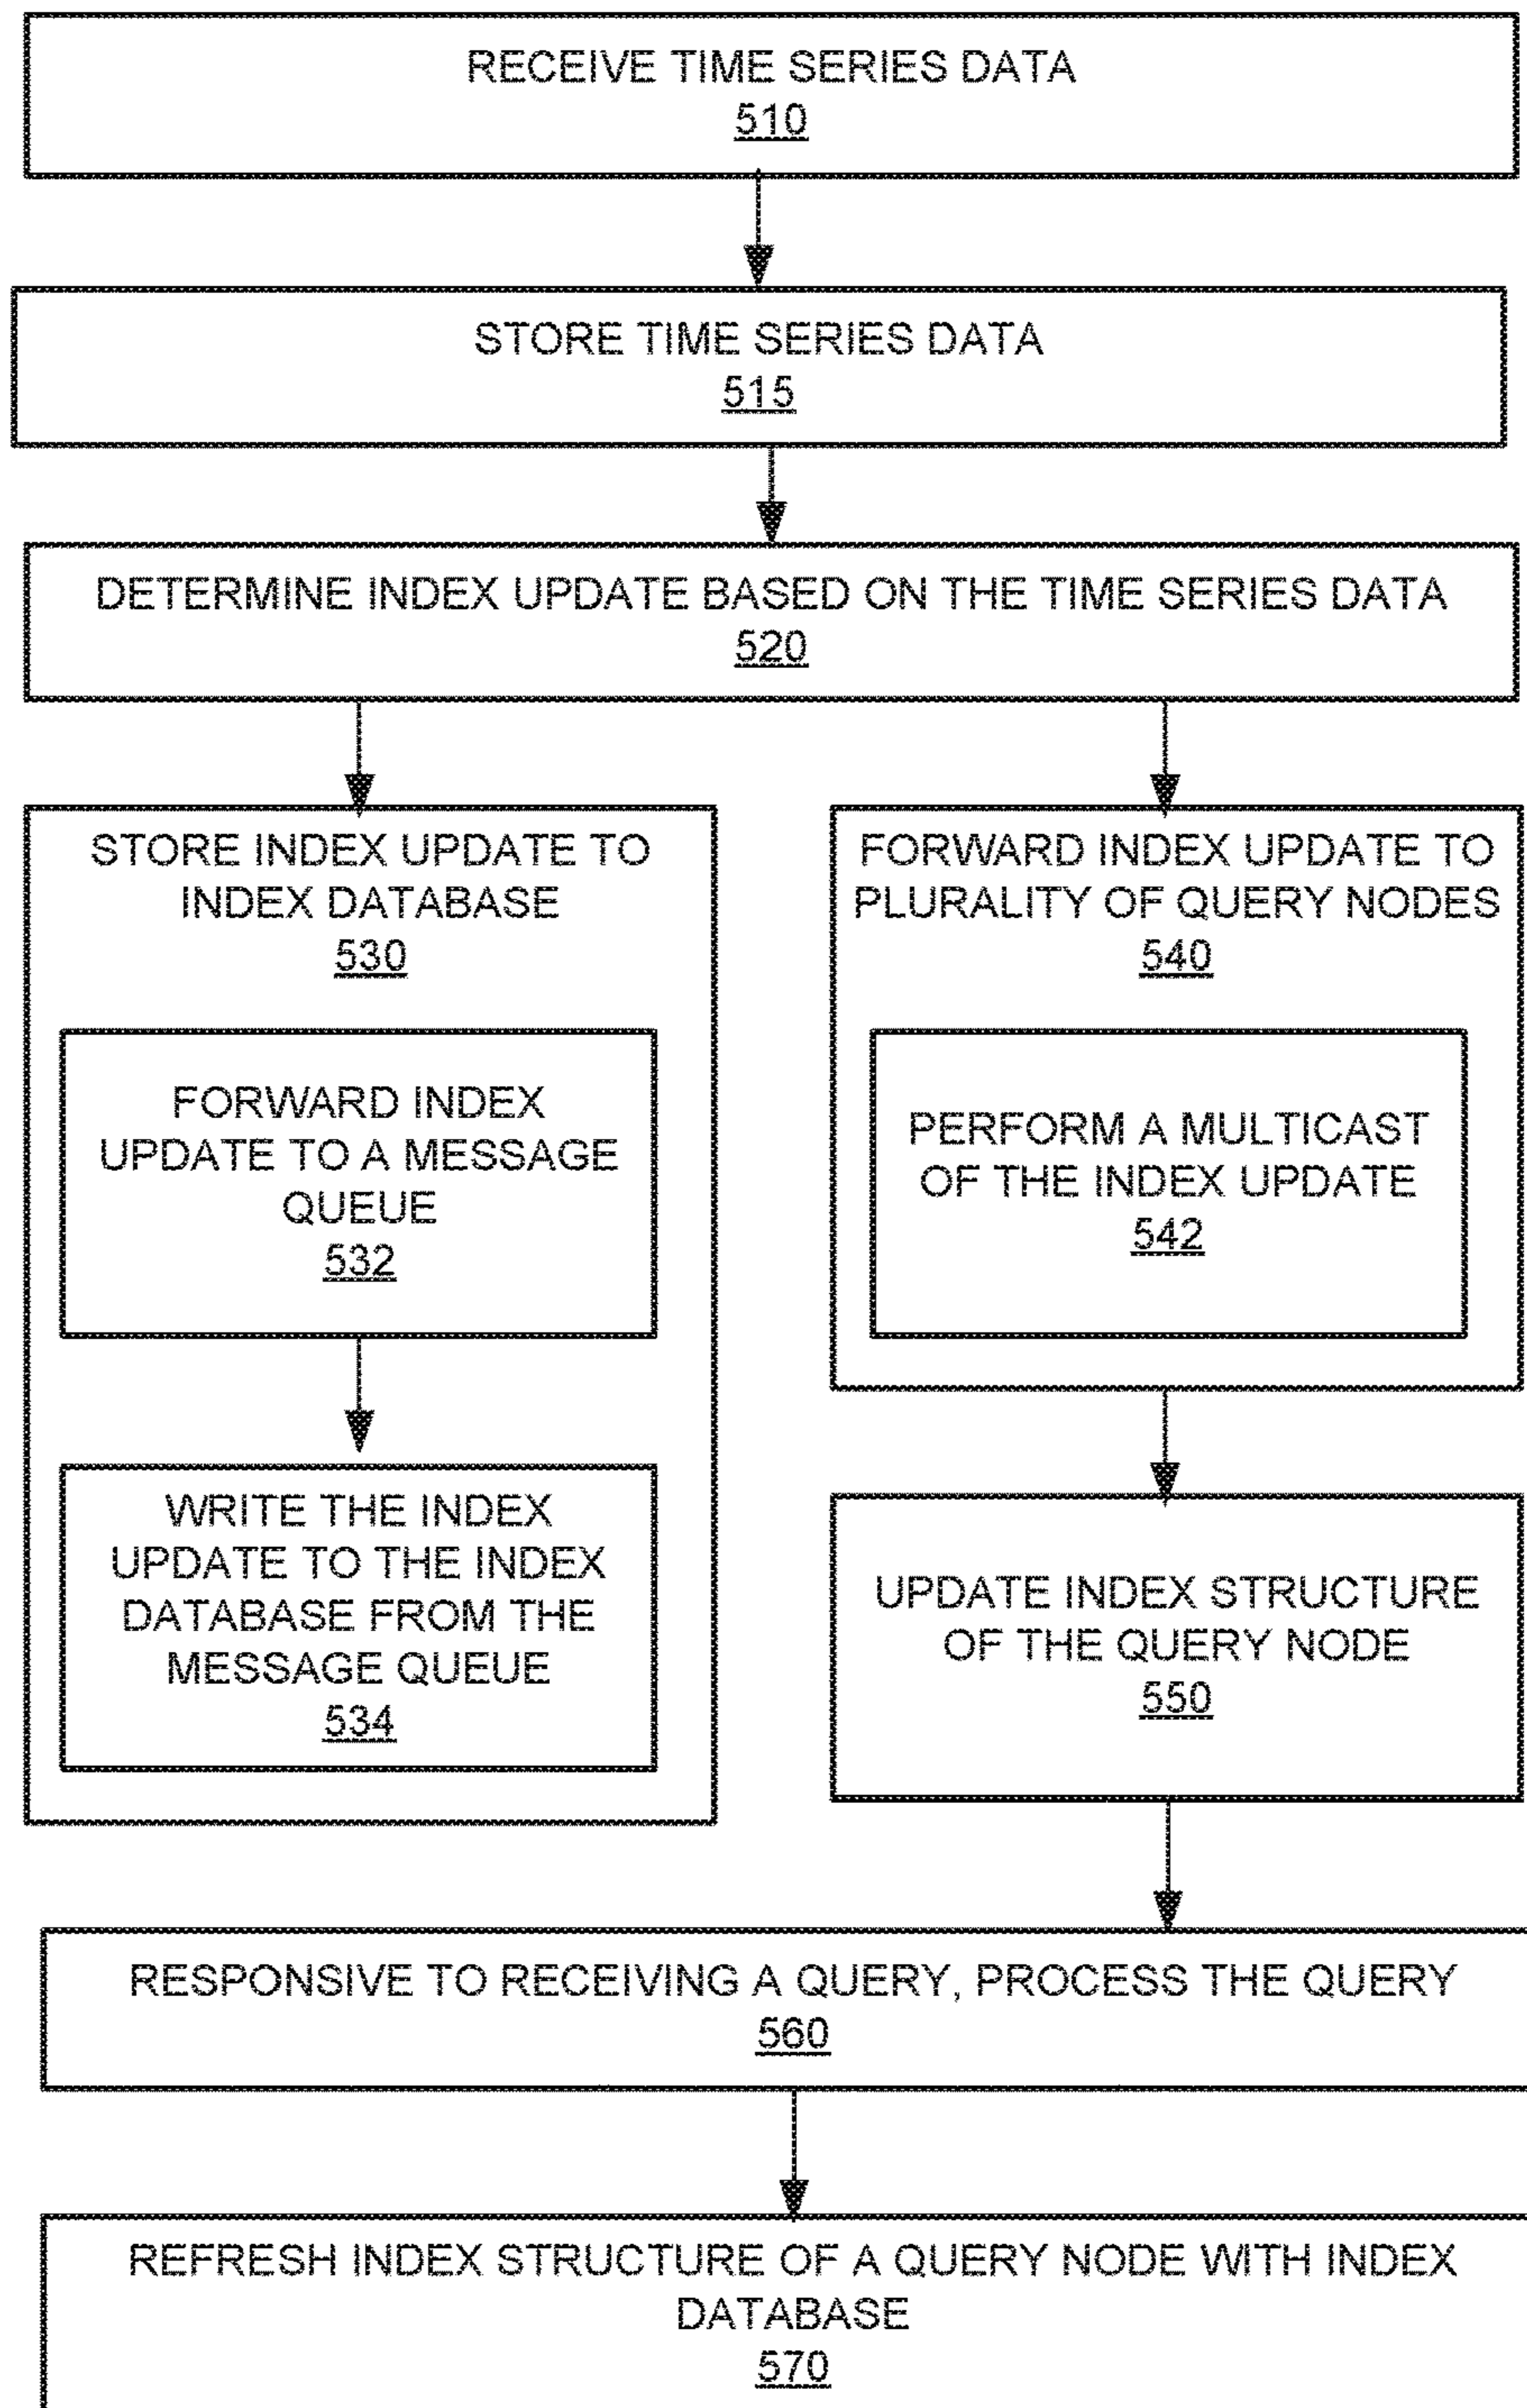 RECEIVE TIME SERIES DATA
510
STORE TIME SERIES DATA
515
DETERMINE INDEX UPDATE BASED ON THE TIME SERIES DATA
520
STORE INDEX UPDATE TO
INDEX DATABASE
530
FORWARD INDEX
UPDATE TO A MESSAGE
QUEUE
532
WRITE THE INDEX
UPDATE TO THE INDEX
DATABASE FROM THE
MESSAGE QUEUE
534
FORWARD INDEX UPDATE TO
PLURALITY OF QUERY NODES
540
PERFORM A MULTICAST
OF THE INDEX UPDATE
542
UPDATE INDEX STRUCTURE
OF THE QUERY NODE
550
RESPONSIVE TO RECEIVING A QUERY, PROCESS THE QUERY
560
REFRESH INDEX STRUCTURE OF A QUERY NODE WITH INDEX
DATABASE
570